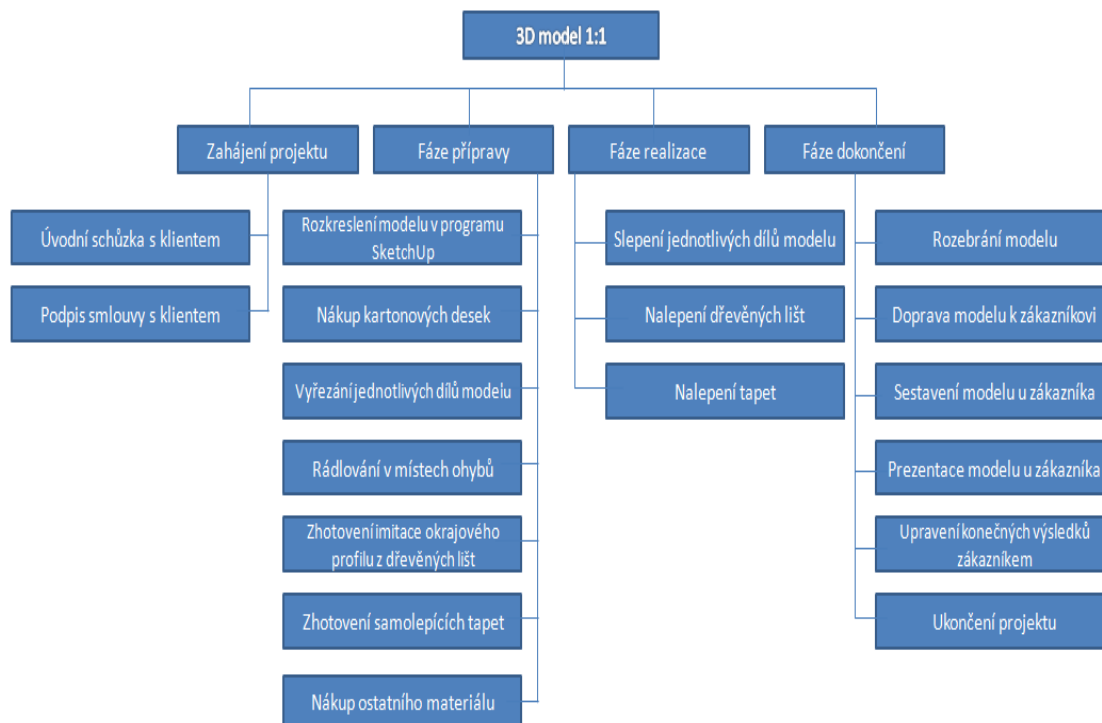 3D model 1:1
Zahájení projektu
Fáze přípravy
Fáze realizace
Fáze dokončení
Úvodní schůzka s klientem
Podpis smlouvy s klientem
Rozkreslení modelu v programu
SketchUp
Nákup kartonových desek
Vyřezání jednotlivých dílů modelu
Rádlování v místech ohybů
Zhotovení imitace okrajového
profilu z dřevěných lišt
Zhotovení samolepících tapet
Nákup ostatního materiálu
Slepení jednotlivých dílů modelu
Nalepení dřevěných lišt
Nalepení tapet
Rozebrání modelu
Doprava modelu k zákazníkovi
Sestavení modelu u zákazníka
Prezentace modelu u zákazníka
Upravení konečných výsledků
zákazníkem
Ukončení projektu